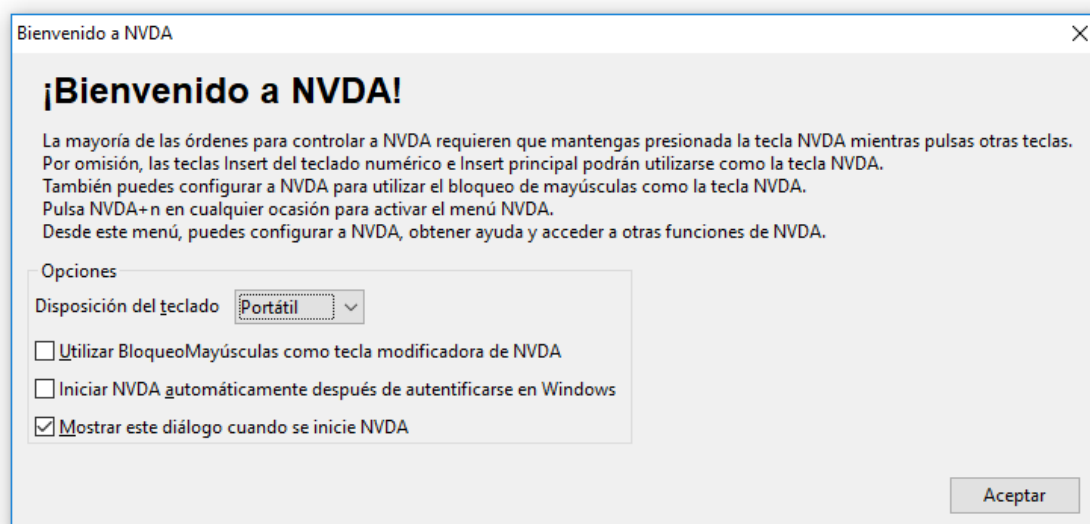 Bienvenido a NVDA
¡Bienvenido a NVDA!
La mayoría de las órdenes para controlar a NVDA requieren que mantengas presionada la tecla NVDA mientras pulsas otras teclas.
Por omisión, las teclas Insert del teclado numérico e Insert principal podrán utilizarse como la tecla NVDA.
También puedes configurar a NVDA para utilizar el bloqueo de mayúsculas como la tecla NVDA.
Pulsa NVDA+n en cualquier ocasión para activar el menú NVDA.
Desde este menú, puedes configurar a NVDA, obtener ayuda y acceder a otras funciones de NVDA.
Opciones
Disposición del teclado Portátil
Utilizar BloqueoMayúsculas como tecla modificadora de NVDA
Iniciar NVDA automáticamente después de autentificarse en Windows
Mostrar este diálogo cuando se inicie NVDA
Aceptar